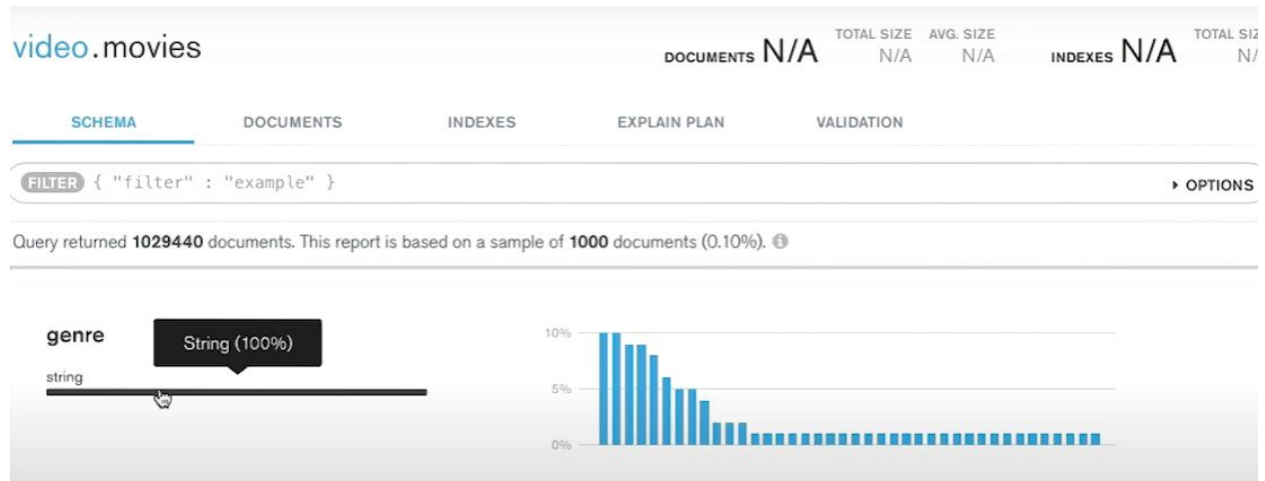 video.movies
DOCUMENTS N/A TOTAL SIZE N/A AVG. SIZE N/A INDEXES N/A TOTAL SIZ N/
SCHEMA DOCUMENTS INDEXES EXPLAIN PLAN VALIDATION
FILTER { "filter" : "example" } OPTIONS
Query returned 1029440 documents. This report is based on a sample of 1000 documents (0.10%).
genre
String (100%)
string
10%
5%
0%